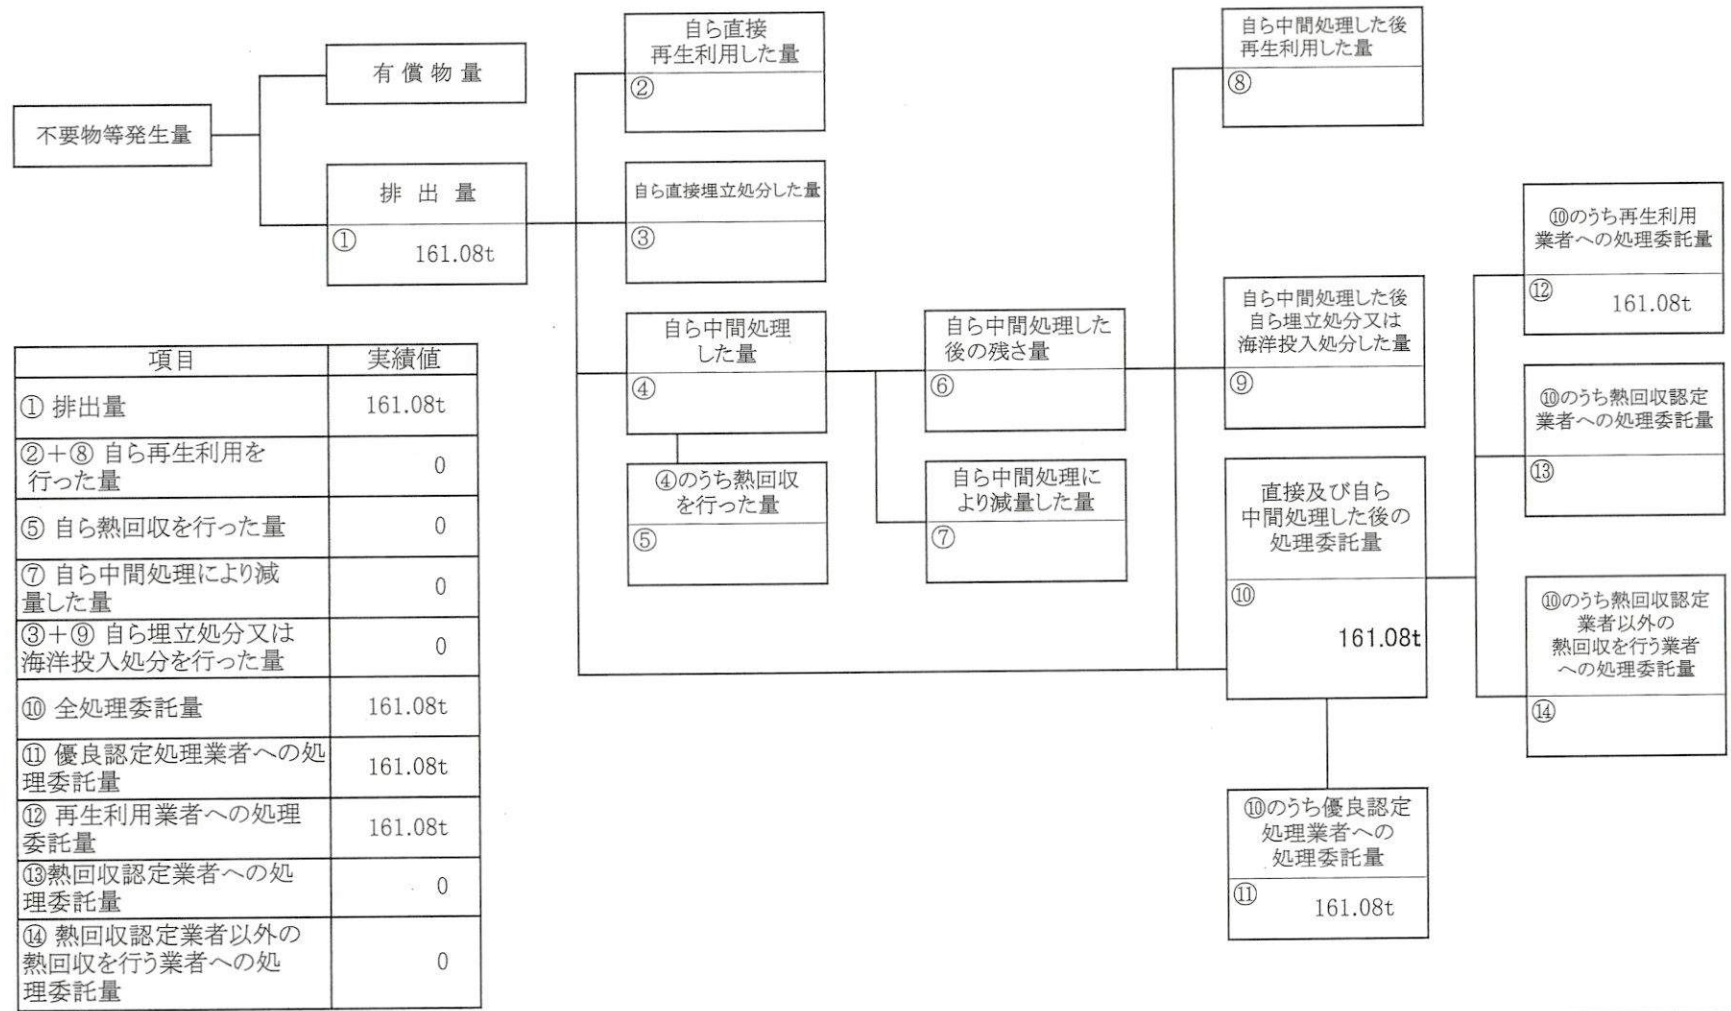 不要物等発生量
有償物量
排出量
①
161.08t
自ら直接
再生利用した量
②
自ら直接埋立処分した量
③
自ら中間処理
した量
④
④のうち熱回収
を行った量
⑤
自ら中間処理した
後の残さ量
⑥
自ら中間処理に
より減量した量
⑦
自ら中間処理した後
再生利用した量
⑧
自ら中間処理した後
自ら埋立処分又は
海洋投入処分した量
⑨
直接及び自ら
中間処理した後の
処理委託量
⑩
161.08t
⑩のうち優良認定
処理業者への
処理委託量
⑪
161.08t
⑩のうち再生利用
業者への処理委託量
⑫
161.08t
⑩のうち熱回収認定
業者への処理委託量
⑬
⑩のうち熱回収認定
業者以外の
熱回収を行う業者
への処理委託量
⑭
項目 実績値
① 排出量 161.08t
②+⑧ 自ら再生利用を
行った量 0
⑤ 自ら熱回収を行った量 0
⑦ 自ら中間処理により減
量した量 0
③+⑨ 自ら埋立処分又は
海洋投入処分を行った量 0
⑩ 全処理委託量 161.08t
⑪ 優良認定処理業者への処
理委託量 161.08t
⑫ 再生利用業者への処理
委託量 161.08t
⑬熱回収認定業者への処
理委託量 0
⑭ 熱回収認定業者以外の
熱回収を行う業者への処
理委託量 0